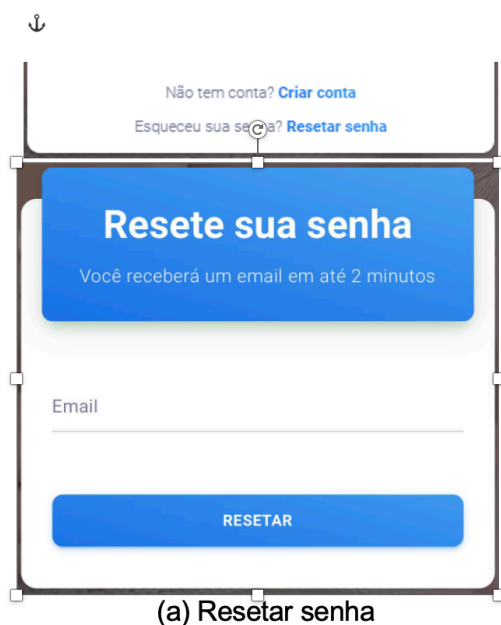 Não tem conta? Criar conta
Esqueceu sua senha? Resetar senha
Resete sua senha
Você receberá um email em até 2 minutos
Email
RESETAR
(a) Resetar senha